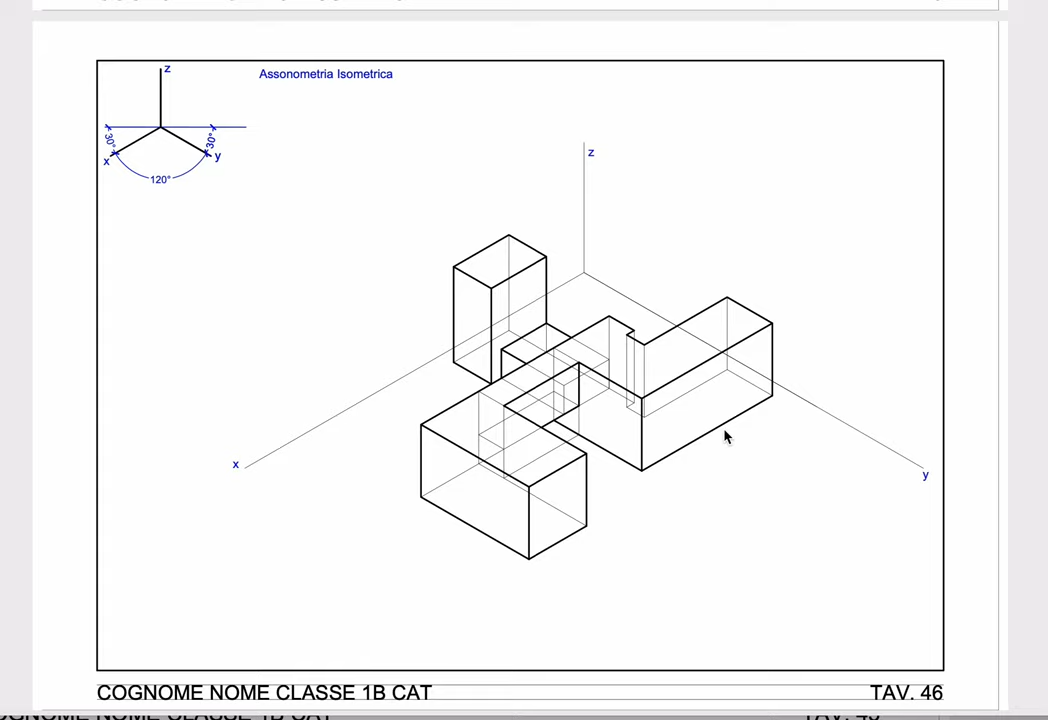 z
Assonometria Isometrica
30°
30°
x
y
120°
z
x
y
COGNOME NOME CLASSE 1B CAT
TAV. 46